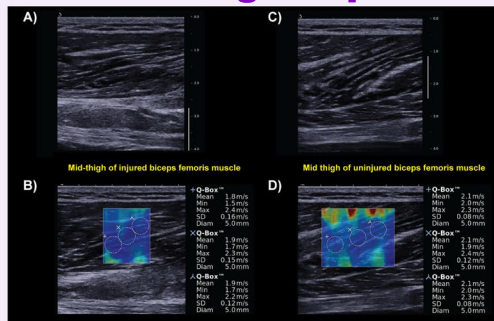 A)
C)
Mid-thigh of injured biceps femoris muscle
Mid thigh of uninjured biceps femoris muscle
B)
Q-Box™
Mean 1.8m/s
Min 1.5m/s
Max 2.4m/s
SD 0.16m/s
Diam 5.0mm
Q-Box™
Mean 1.9m/s
Min 1.7m/s
Max 2.3m/s
SD 0.15m/s
Diam 5.0mm
Q-Box™
Mean 1.9m/s
Min 1.7m/s
Max 2.2m/s
SD 0.12m/s
Diam 5.0mm
D)
Q-Box™
Mean 2.1m/s
Min 2.0m/s
Max 2.3m/s
SD 0.08m/s
Diam 5.0mm
Q-Box™
Mean 2.1m/s
Min 1.9m/s
Max 2.4m/s
SD 0.12m/s
Diam 5.0mm
Q-Box™
Mean 2.1m/s
Min 2.0m/s
Max 2.3m/s
SD 0.08m/s
Diam 5.0mm